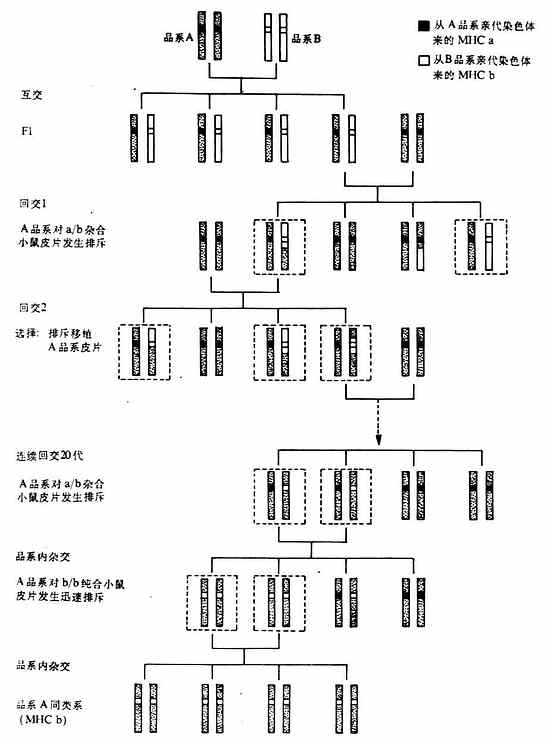 品系A
品系B
从A品系亲代染色体
来的MHC a
从B品系亲代染色体
来的 MHC b
互交
F1
回交1
A品系对a/b杂合
小鼠皮片发生排斥
回交2
选择: 排斥移植
A品系皮片
连续回交20代
A品系对a/b杂合
小鼠皮片发生排斥
品系内杂交
A品系对b/b纯合小鼠
皮片发生迅速排斥
品系内杂交
品系A同类系
(MHC b)